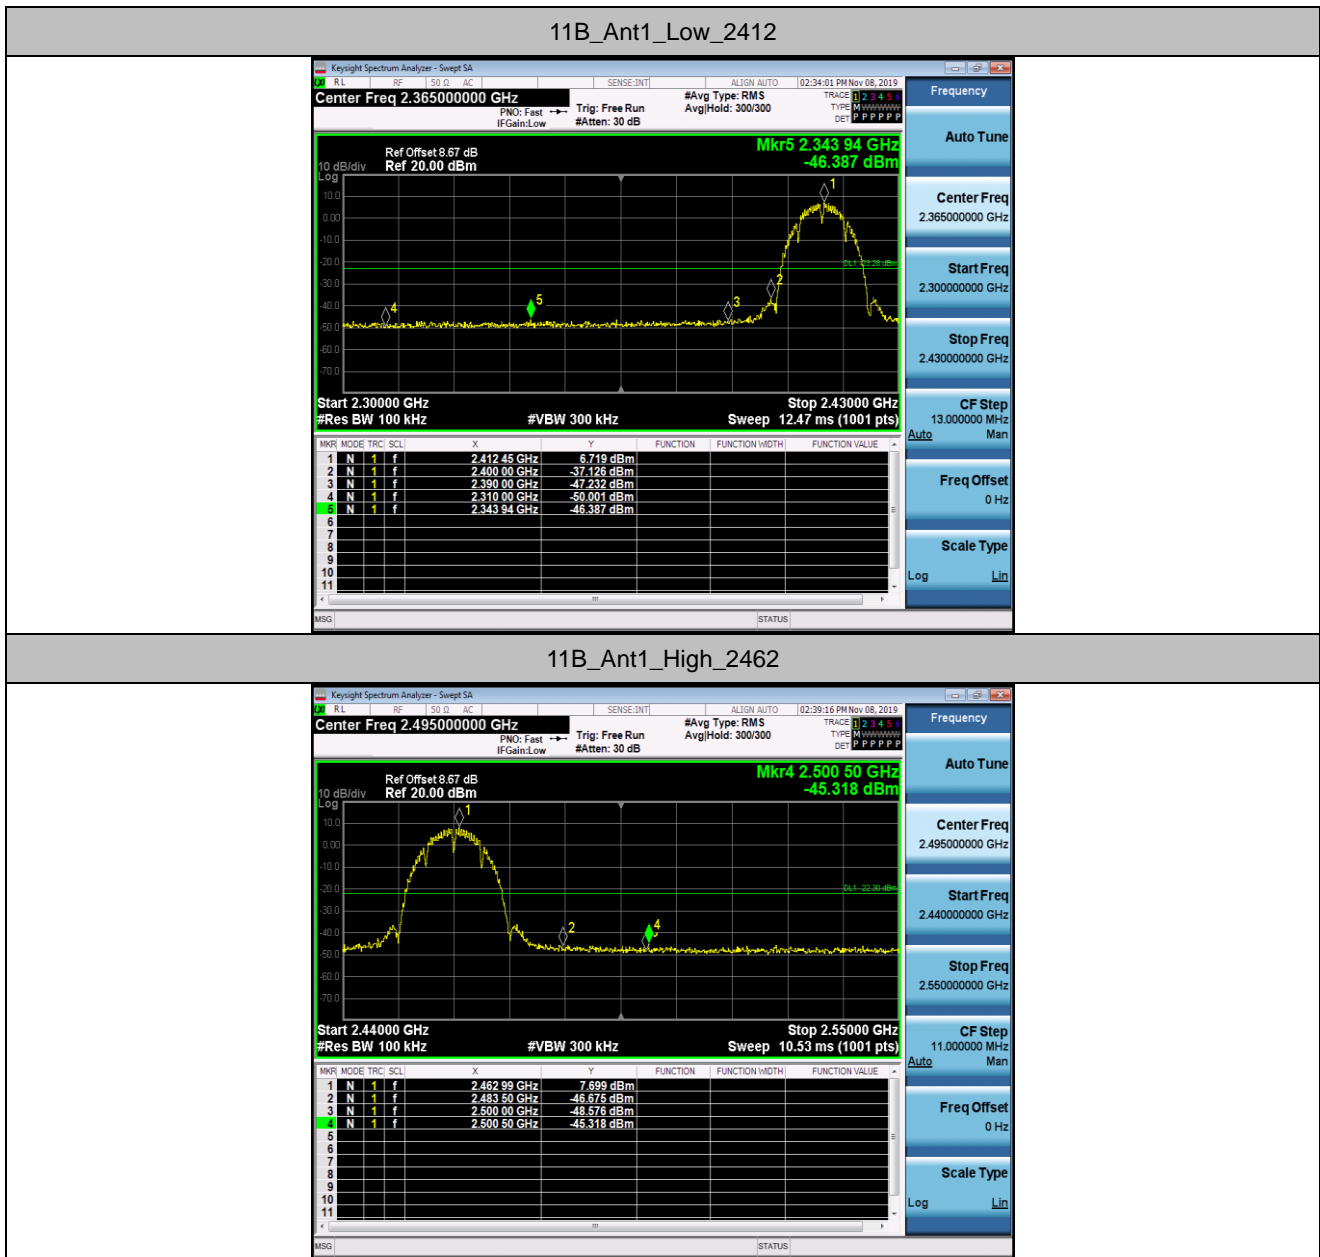 11B_Ant1_Low_2412
Keysight Spectrum Analyzer - Swept SA
RL RF 50 Ω AC SENSE:INT ALIGN AUTO 02:34:01 PM Nov 08, 2019
Center Freq 2.365000000 GHz
PNO: Fast
IFGain:Low
Trig: Free Run
#Atten: 30 dB
#Avg Type: RMS
Avg|Hold: 300/300
TRACE 1 2 3 4 5 6
TYPE M
DET P P P P P P
Frequency
Auto Tune
Center Freq
2.365000000 GHz
Start Freq
2.300000000 GHz
Stop Freq
2.430000000 GHz
CF Step
13.000000 MHz
Auto Man
Freq Offset
0 Hz
Scale Type
Log Lin
Mkr5 2.343 94 GHz
-46.387 dBm
Ref Offset 8.67 dB
10 dB/div Ref 20.00 dBm
Log
10.0
0.00
-10.0
-20.0
-30.0
-40.0
-50.0
-60.0
-70.0
1
2
3
4
5
DL1 -23.28 dBm
Start 2.30000 GHz Stop 2.43000 GHz
#Res BW 100 kHz #VBW 300 kHz Sweep 12.47 ms (1001 pts)
MKR MODE TRC SCL X Y FUNCTION FUNCTION WIDTH FUNCTION VALUE
1 N 1 f 2.412 45 GHz 6.719 dBm
2 N 1 f 2.400 00 GHz -37.126 dBm
3 N 1 f 2.390 00 GHz -47.232 dBm
4 N 1 f 2.310 00 GHz -50.001 dBm
5 N 1 f 2.343 94 GHz -46.387 dBm
6
7
8
9
10
11
MSG STATUS
11B_Ant1_High_2462
Keysight Spectrum Analyzer - Swept SA
RL RF 50 Ω AC SENSE:INT ALIGN AUTO 02:39:16 PM Nov 08, 2019
Center Freq 2.495000000 GHz
PNO: Fast
IFGain:Low
Trig: Free Run
#Atten: 30 dB
#Avg Type: RMS
Avg|Hold: 300/300
TRACE 1 2 3 4 5 6
TYPE M
DET P P P P P P
Frequency
Auto Tune
Center Freq
2.495000000 GHz
Start Freq
2.440000000 GHz
Stop Freq
2.550000000 GHz
CF Step
11.000000 MHz
Auto Man
Freq Offset
0 Hz
Scale Type
Log Lin
Mkr4 2.500 50 GHz
-45.318 dBm
Ref Offset 8.67 dB
10 dB/div Ref 20.00 dBm
Log
10.0
0.00
-10.0
-20.0
-30.0
-40.0
-50.0
-60.0
-70.0
1
2
4
DL1 -22.30 dBm
Start 2.44000 GHz Stop 2.55000 GHz
#Res BW 100 kHz #VBW 300 kHz Sweep 10.53 ms (1001 pts)
MKR MODE TRC SCL X Y FUNCTION FUNCTION WIDTH FUNCTION VALUE
1 N 1 f 2.462 99 GHz 7.699 dBm
2 N 1 f 2.483 50 GHz -46.675 dBm
3 N 1 f 2.500 00 GHz -48.576 dBm
4 N 1 f 2.500 50 GHz -45.318 dBm
5
6
7
8
9
10
11
MSG STATUS